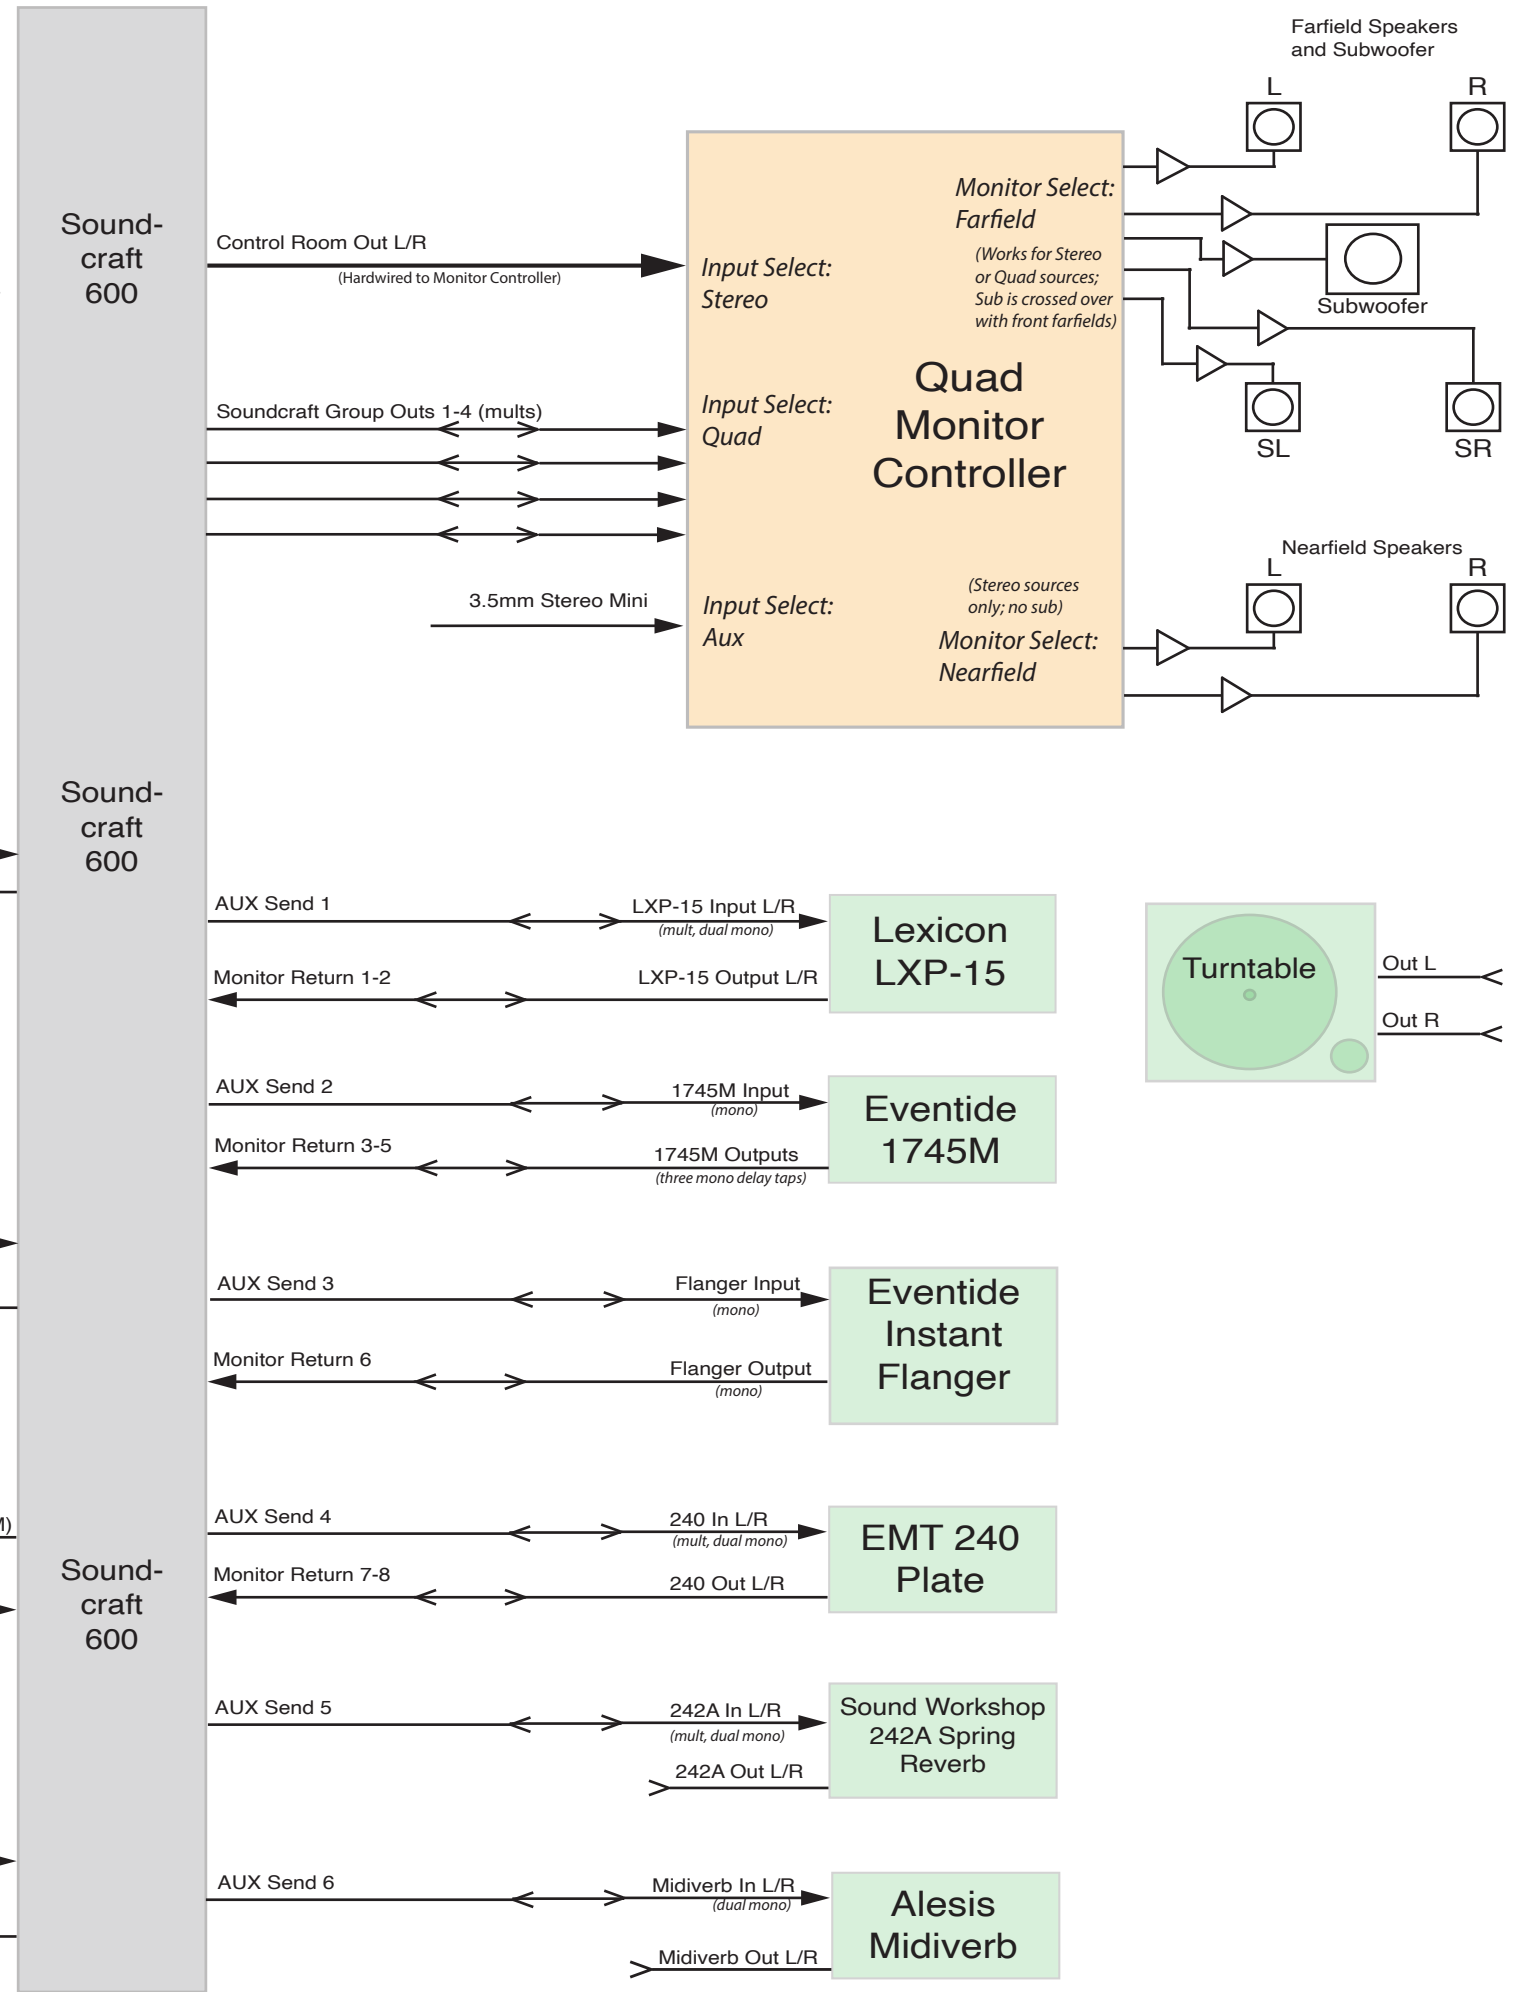 Farfield Speakers
and Subwoofer
L
R
Sound-
craft
600
Control Room Out L/R
(Hardwired to Monitor Controller)
Input Select:
Stereo
Monitor Select:
Farfield
(Works for Stereo
or Quad sources;
Sub is crossed over
with front farfields)
Subwoofer
Quad
Monitor
Controller
Soundcraft Group Outs 1-4 (mults)
Input Select:
Quad
SL
SR
Nearfield Speakers
L
R
3.5mm Stereo Mini
Input Select:
Aux
(Stereo sources
only; no sub)
Monitor Select:
Nearfield
Sound-
craft
600
AUX Send 1
LXP-15 Input L/R
(mult, dual mono)
Monitor Return 1-2
LXP-15 Output L/R
Lexicon
LXP-15
Turntable
Out L
Out R
AUX Send 2
1745M Input
(mono)
Monitor Return 3-5
1745M Outputs
(three mono delay taps)
Eventide
1745M
AUX Send 3
Flanger Input
(mono)
Monitor Return 6
Flanger Output
(mono)
Eventide
Instant
Flanger
M)
Sound-
craft
600
AUX Send 4
240 In L/R
(mult, dual mono)
Monitor Return 7-8
240 Out L/R
EMT 240
Plate
AUX Send 5
242A In L/R
(mult, dual mono)
242A Out L/R
Sound Workshop
242A Spring
Reverb
AUX Send 6
Midiverb In L/R
(dual mono)
Midiverb Out L/R
Alesis
Midiverb